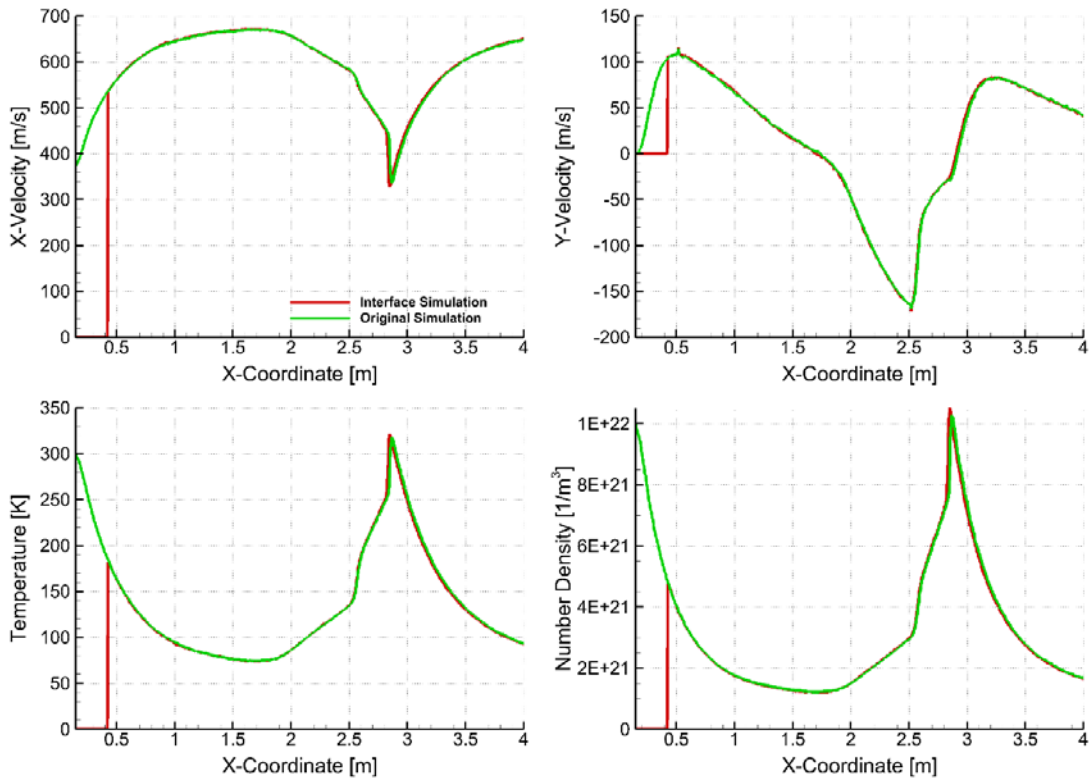 700
600
500
400
300
200
100
0
X-Velocity [m/s]
0.5 1 1.5 2 2.5 3 3.5 4
X-Coordinate [m]
Interface Simulation
Original Simulation
150
100
50
0
-50
-100
-150
-200
Y-Velocity [m/s]
0.5 1 1.5 2 2.5 3 3.5 4
X-Coordinate [m]
350
300
250
200
150
100
50
0
Temperature [K]
0.5 1 1.5 2 2.5 3 3.5 4
X-Coordinate [m]
1E+22
8E+21
6E+21
4E+21
2E+21
0
Number Density [1/m³]
0.5 1 1.5 2 2.5 3 3.5 4
X-Coordinate [m]